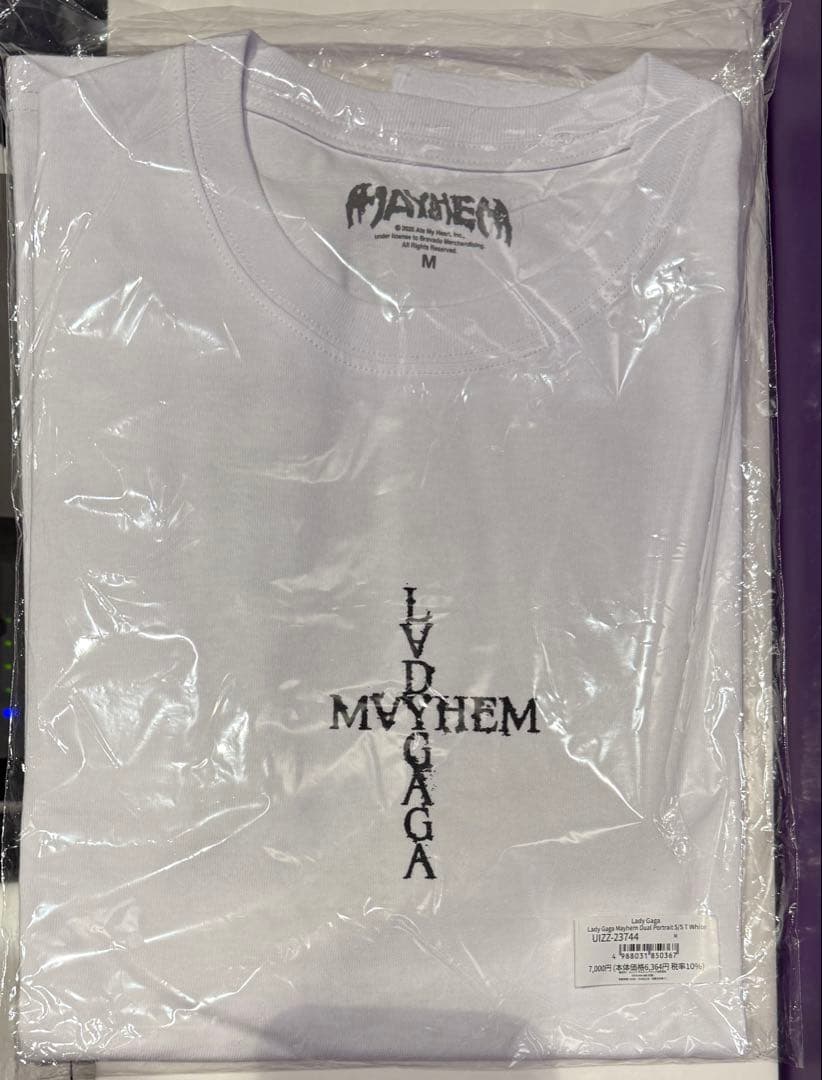 MAYHEM
© 2025 Ate My Heart, Inc.,
under license to Bravado Merchandising.
All Rights Reserved.
M
LADYGAGA
MAYHEM
Lady Gaga
Lady Gaga Mayhem Dual Portrait S/S T White
UIZZ-23744 M
4 988031 850367
7,000円 (本体価格6,364円 税率10%)